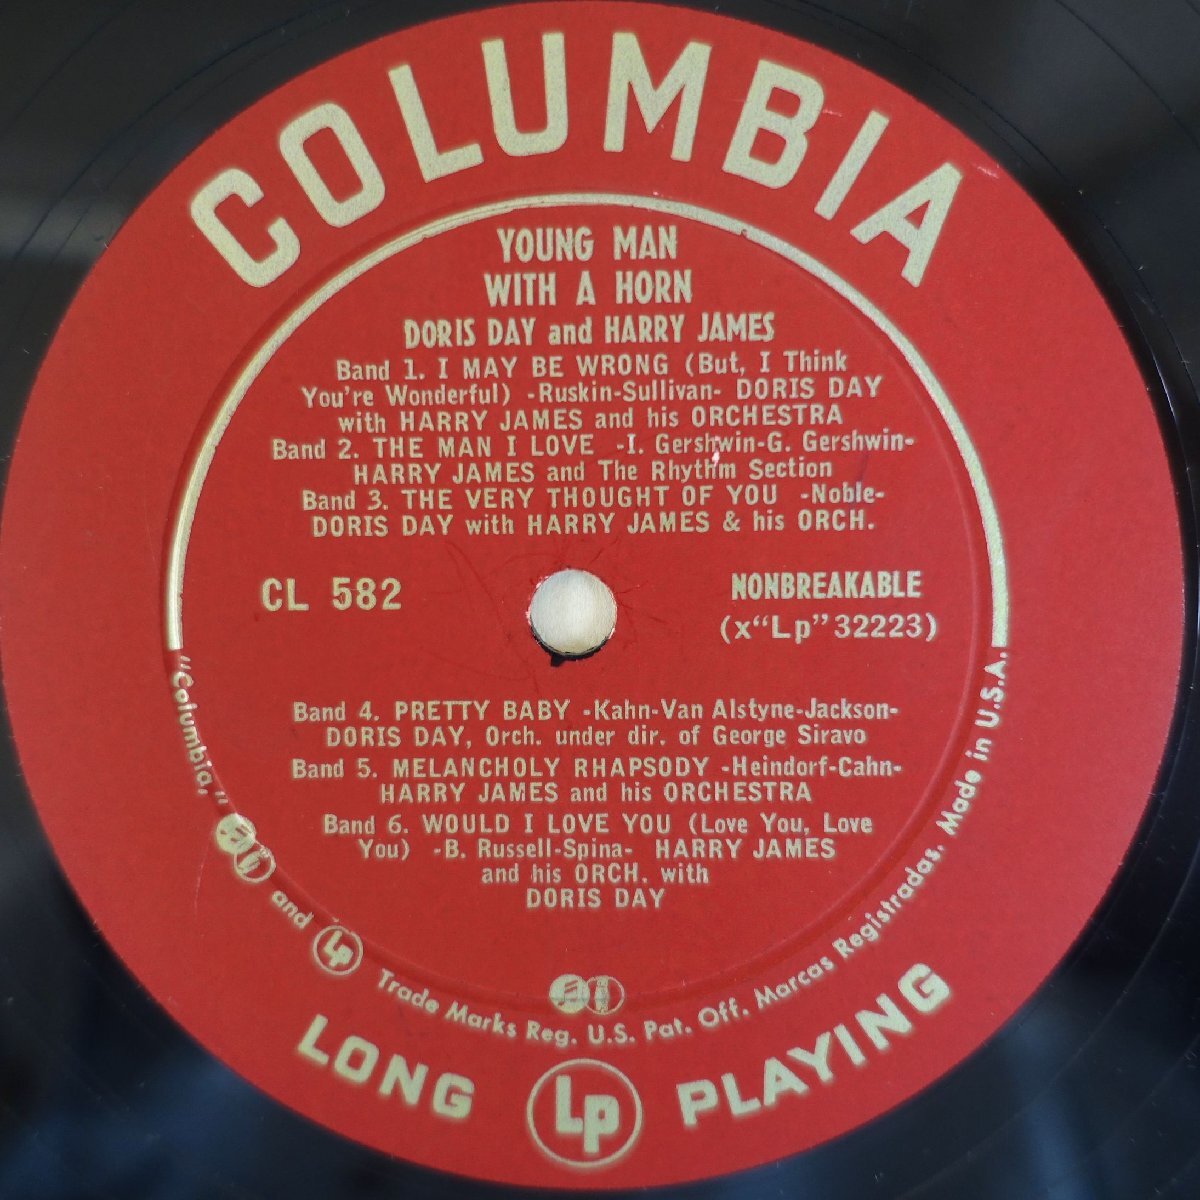 COLUMBIA
YOUNG MAN
WITH A HORN
DORIS DAY and HARRY JAMES
Band 1. I MAY BE WRONG (But, I Think
You're Wonderful) -Ruskin-Sullivan- DORIS DAY
with HARRY JAMES and his ORCHESTRA
Band 2. THE MAN I LOVE -I. Gershwin-G. Gershwin-
HARRY JAMES and The Rhythm Section
Band 3. THE VERY THOUGHT OF YOU -Noble-
DORIS DAY with HARRY JAMES & his ORCH.
CL 582
NONBREAKABLE
(x"Lp" 32223)
Band 4. PRETTY BABY -Kahn-Van Alstyne-Jackson-
DORIS DAY, Orch. under dir. of George Siravo
Band 5. MELANCHOLY RHAPSODY -Heindorf-Cahn-
HARRY JAMES and his ORCHESTRA
Band 6. WOULD I LOVE YOU (Love You, Love
You) -B. Russell-Spina- HARRY JAMES
and his ORCH. with
DORIS DAY
"Columbia," and Lp Trade Marks Reg. U.S. Pat. Off. Marcas Registradas. Made in U.S.A.
LONG Lp PLAYING